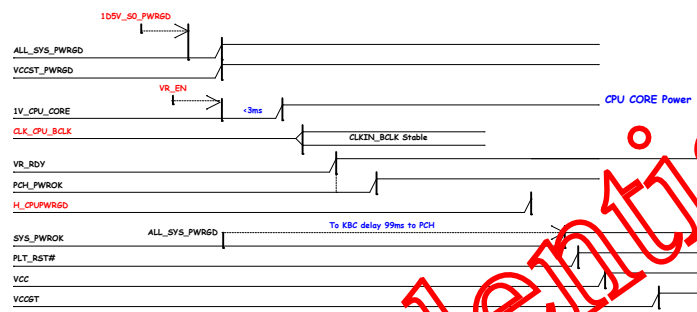 1D5V_S0_PWRGD
ALL_SYS_PWRGD
VCCST_PWRGD
VR_EN
1V_CPU_CORE
<3ms
CPU CORE Power
CLK_CPU_BCLK
CLKIN_BCLK Stable
VR_RDY
PCH_PWROK
H_CPUPWRGD
SYS_PWROK
ALL_SYS_PWRGD
To KBC delay 99ms to PCH
PLT_RST#
VCC
VCCGT
denti